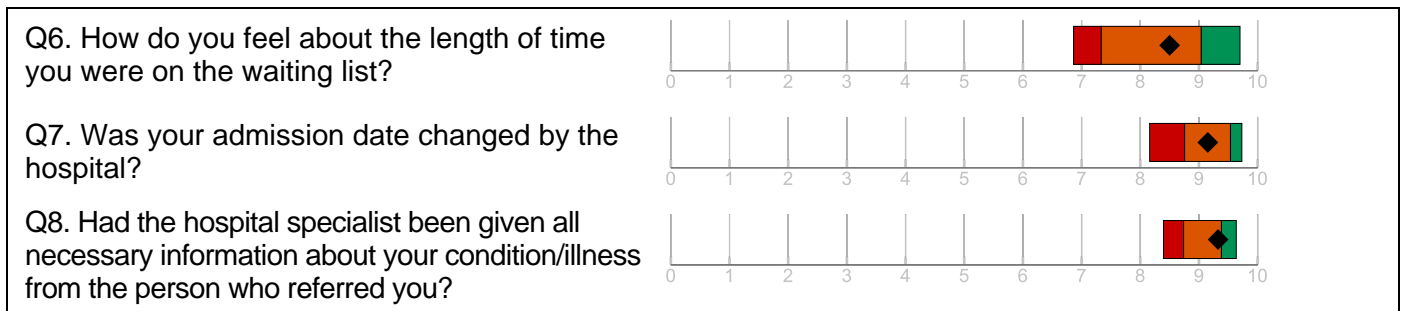 Q6. How do you feel about the length of time
you were on the waiting list?
0 1 2 3 4 5 6 7 8 9 10
Q7. Was your admission date changed by the
hospital?
0 1 2 3 4 5 6 7 8 9 10
Q8. Had the hospital specialist been given all
necessary information about your condition/illness
from the person who referred you?
0 1 2 3 4 5 6 7 8 9 10